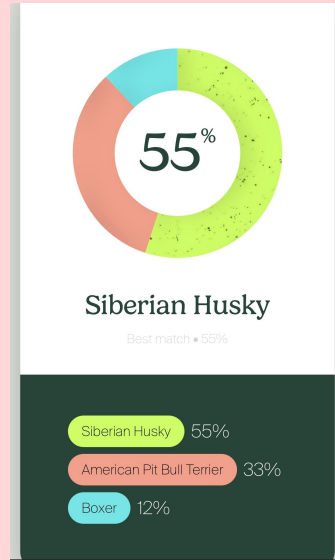 55%
Siberian Husky
Best match • 55%
Siberian Husky 55%
American Pit Bull Terrier 33%
Boxer 12%